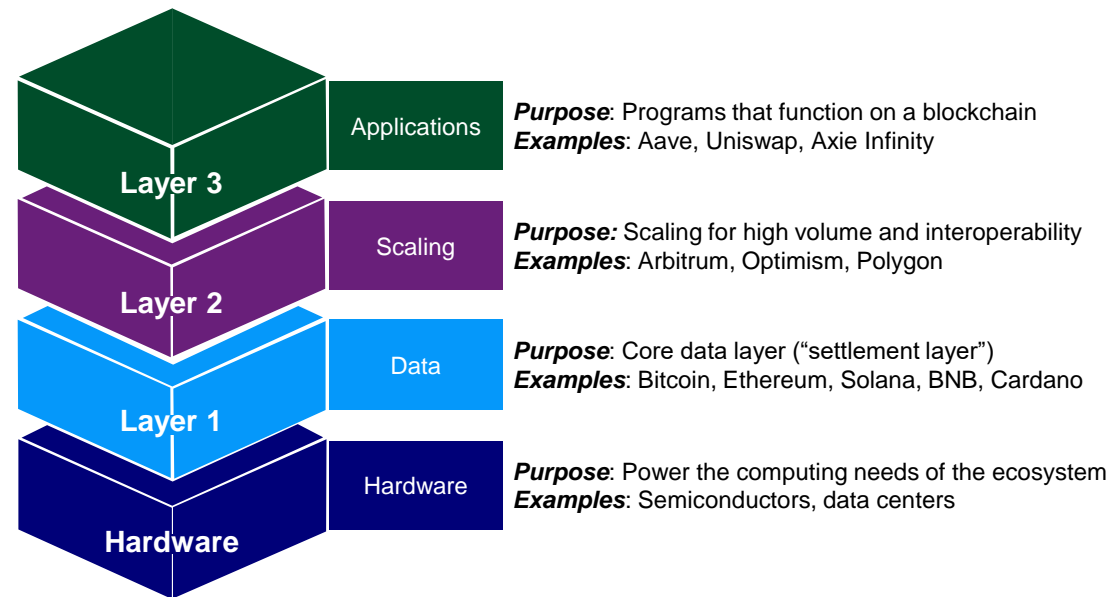 Layer 3
Applications
Purpose: Programs that function on a blockchain
Examples: Aave, Uniswap, Axie Infinity
Layer 2
Scaling
Purpose: Scaling for high volume and interoperability
Examples: Arbitrum, Optimism, Polygon
Layer 1
Data
Purpose: Core data layer (“settlement layer”)
Examples: Bitcoin, Ethereum, Solana, BNB, Cardano
Hardware
Hardware
Purpose: Power the computing needs of the ecosystem
Examples: Semiconductors, data centers